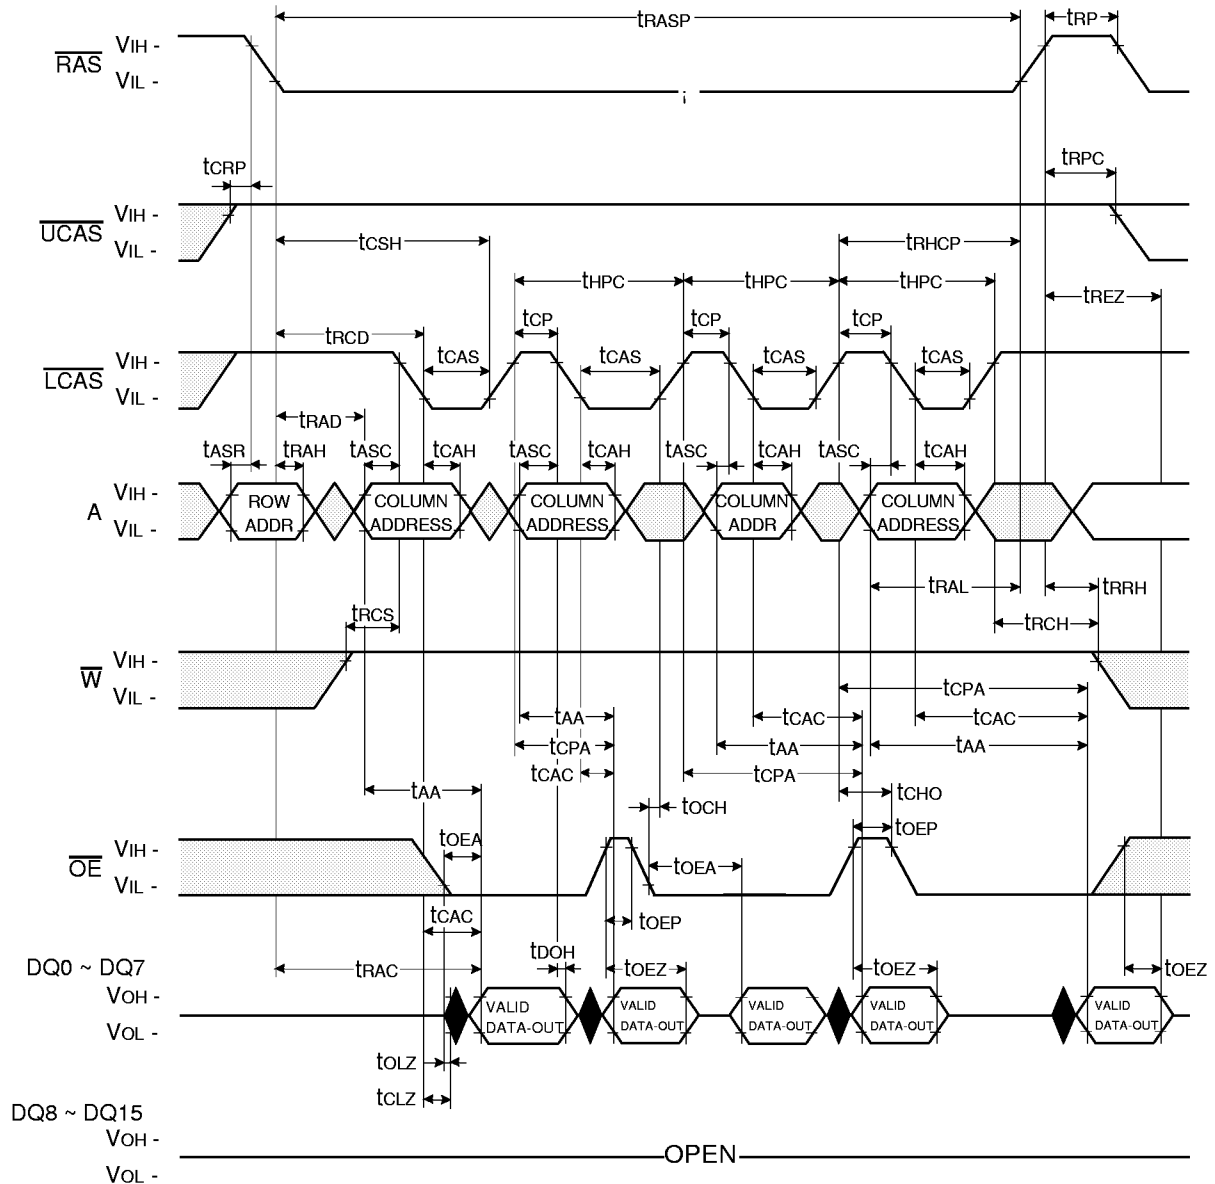 tRASP tRP
RAS VIH -
VIL -
tCRP tRPC
UCAS VIH -
VIL -
tCSH tRHCP
tHPC tHPC tHPC tREZ
tRCD tCP tCP tCP
LCAS VIH -
VIL -
tCAS tCAS tCAS tCAS
tRAD
tASR tRAH tASC tCAH tASC tCAH tASC tCAH tASC tCAH
A VIH -
VIL -
ROW ADDR
COLUMN ADDRESS
COLUMN ADDRESS
COLUMN ADDR
COLUMN ADDRESS
tRAL tRRH
tRCS tRCH
W VIH -
VIL -
tCPA
tAA tCAC tCAC
tCPA tAA tAA
tCAC tCPA
tAA tOCH tCHO
tOEA tOEP
OE VIH -
VIL -
tOEA
tCAC tOEP
tDOH
DQ0 ~ DQ7 tRAC tOEZ tOEZ tOEZ
VOH -
VOL -
VALID DATA-OUT
VALID DATA-OUT
VALID DATA-OUT
VALID DATA-OUT
VALID DATA-OUT
tOLZ
tCLZ
DQ8 ~ DQ15
VOH -
VOL -
OPEN